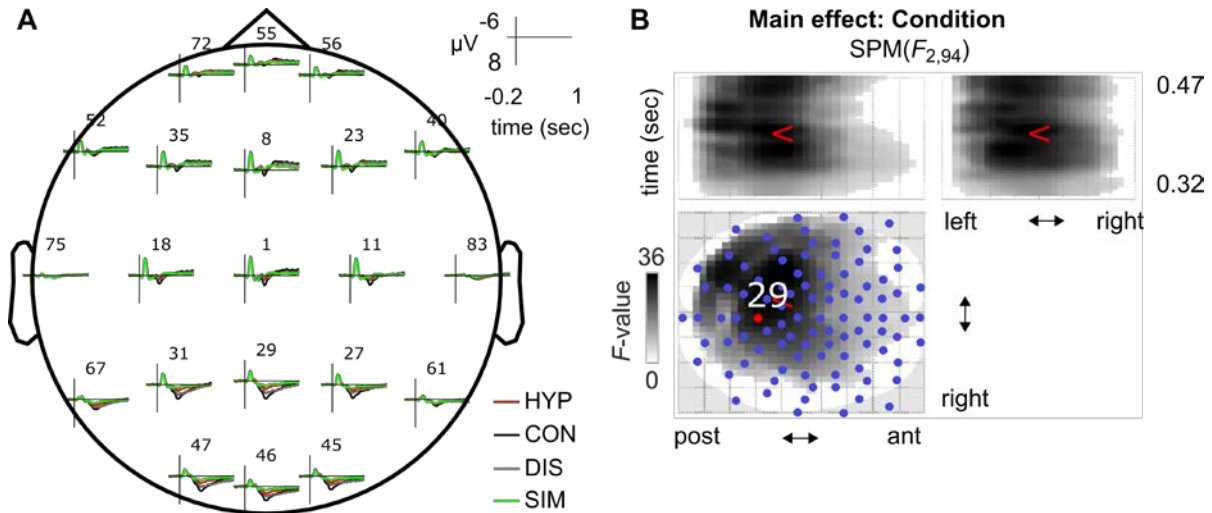 A
72 55 56
52 35 8 23 40
75 18 1 11 83
67 31 29 27 61
47 46 45
-6
µV
8
-0.2 1
time (sec)
HYP
CON
DIS
SIM
B Main effect: Condition
SPM(F2,94)
time (sec)
<
<
0.47
0.32
left ↔ right
36
F-value
0
29
right
post ↔ ant